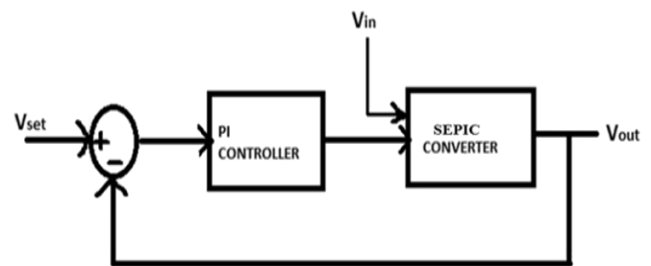 Vin
Vset
+
−
PI
CONTROLLER
SEPIC
CONVERTER
Vout